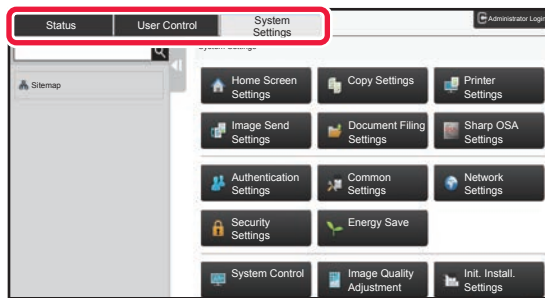 Status
User Control
System
Settings
Administrator Login
System Settings
Sitemap
Home Screen
Settings
Copy Settings
Printer
Settings
Image Send
Settings
Document Filing
Settings
Sharp OSA
Settings
Authentication
Settings
Common
Settings
Network
Settings
Security
Settings
Energy Save
System Control
Image Quality
Adjustment
Init. Install.
Settings